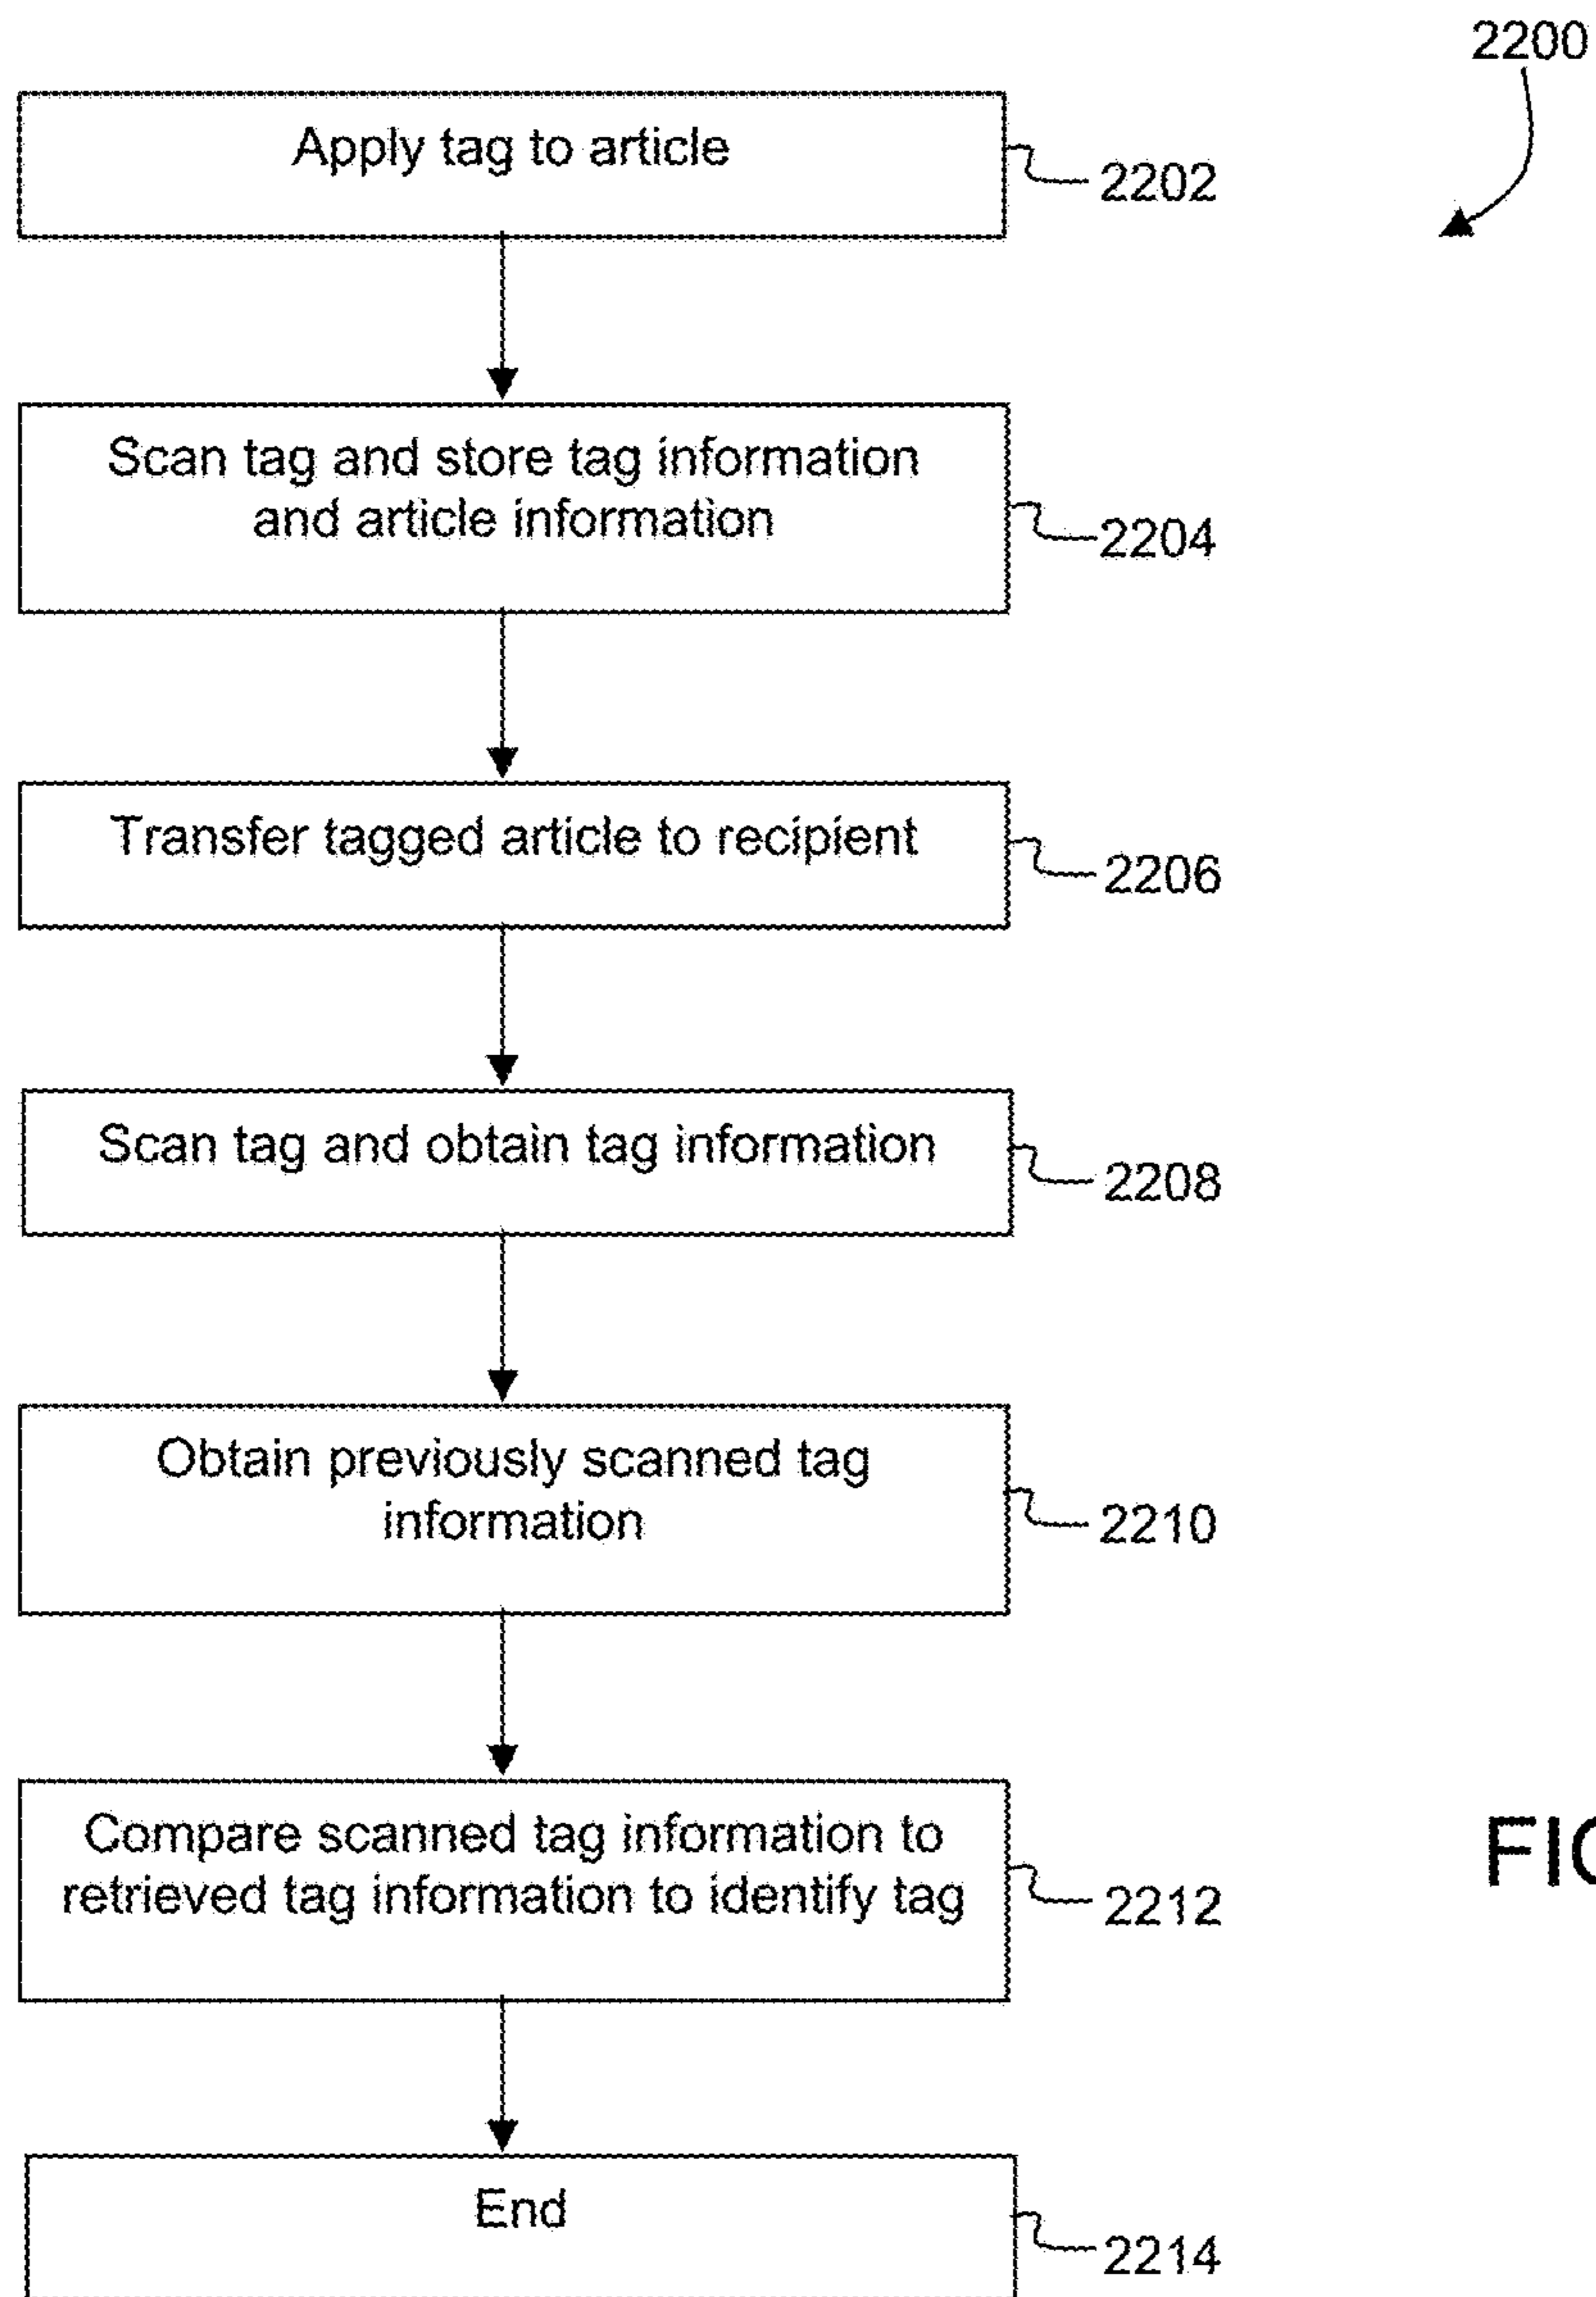 2200
Apply tag to article
2202
Scan tag and store tag information
and article information
2204
Transfer tagged article to recipient
2206
Scan tag and obtain tag information
2208
Obtain previously scanned tag
information
2210
Compare scanned tag information to
retrieved tag information to identify tag
2212
End
2214